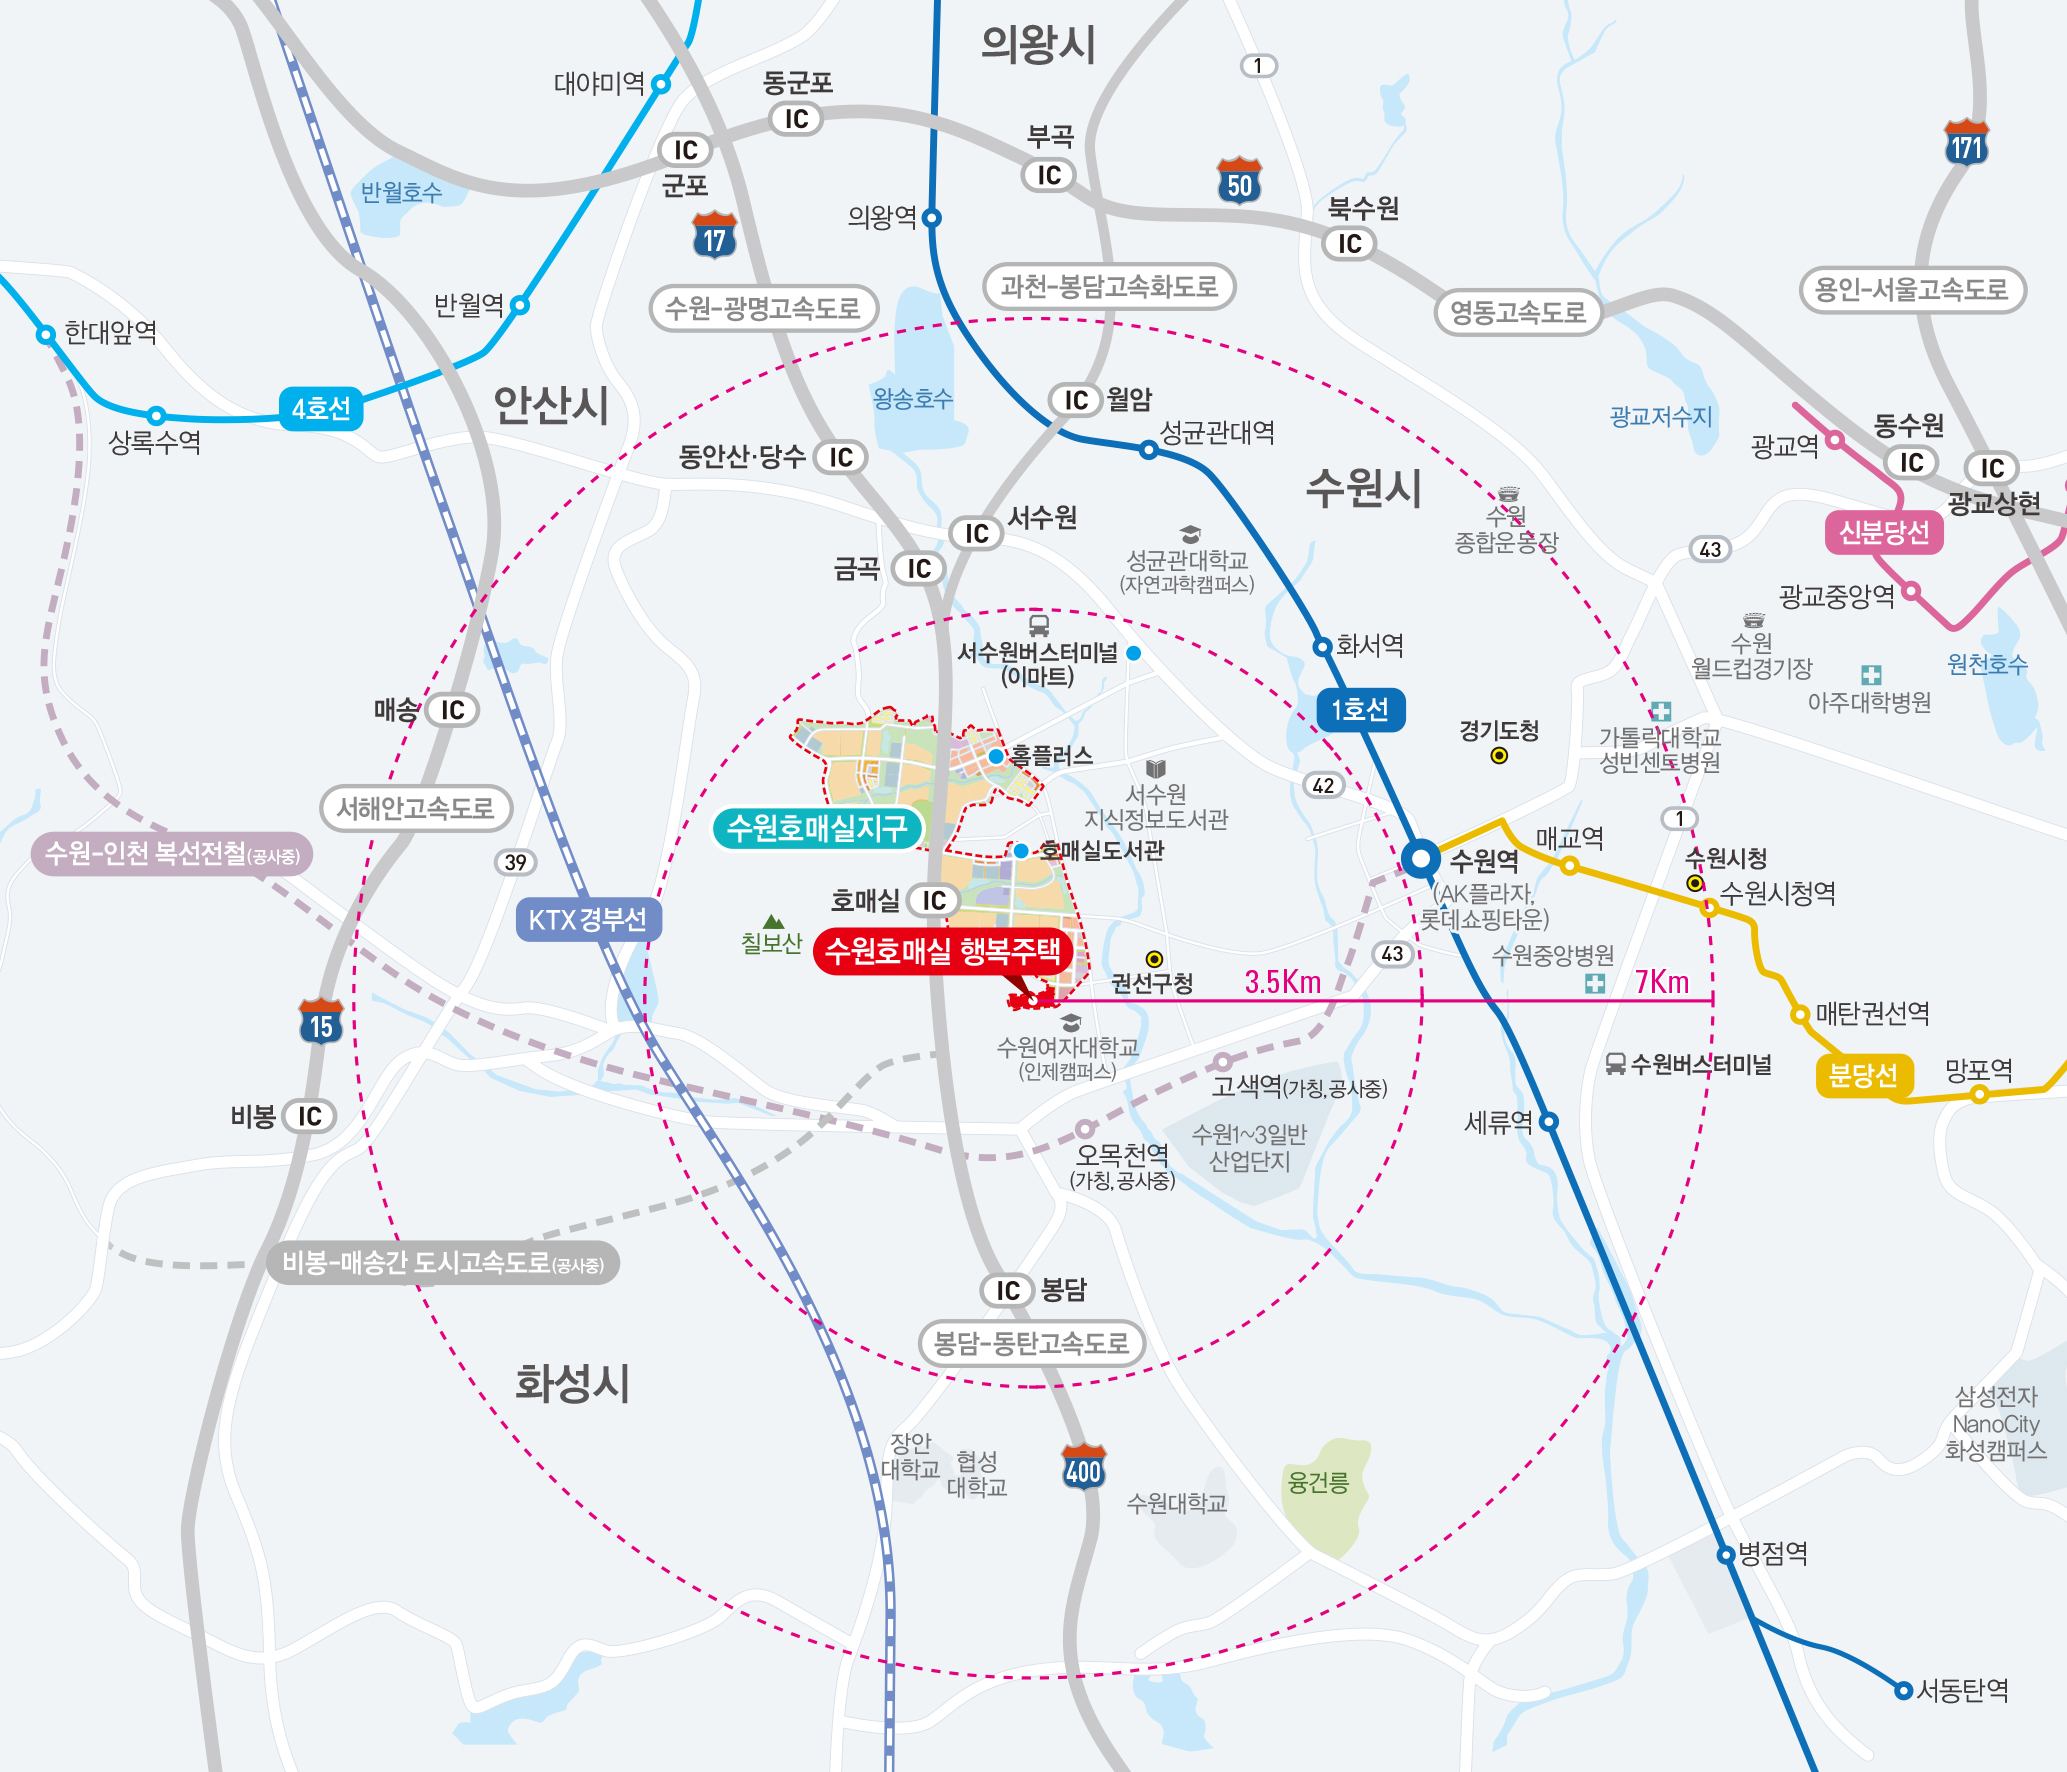 의왕시
1
대야미역
동군포
IC
IC
군포
부곡
IC
50
171
반월호수
17
의왕역
북수원
IC
과천-봉담고속화도로
수원-광명고속도로
영동고속도로
용인-서울고속도로
반월역
한대앞역
4호선
상록수역
안산시
왕송호수
IC
월암
동안산·당수
IC
성균관대역
수원시
광교저수지
광교역
동수원
IC
IC
광교상현
신분당선
수원
종합운동장
43
서수원
IC
금곡
IC
성균관대학교
(자연과학캠퍼스)
광교중앙역
서수원버스터미널
(이마트)
화서역
수원
월드컵경기장
원천호수
아주대학병원
매송
IC
1호선
경기도청
가톨릭대학교
성빈센트병원
홈플러스
서해안고속도로
서수원
지식정보도서관
42
수원호매실지구
수원-인천 복선전철(공사중)
39
호매실도서관
1
매교역
수원시청
수원시청역
수원역
(AK플라자,
롯데쇼핑타운)
호매실
IC
KTX 경부선
칠보산
수원호매실 행복주택
권선구청
43
수원중앙병원
3.5Km
7Km
15
매탄권선역
수원여자대학교
(인제캠퍼스)
수원버스터미널
분당선
망포역
고색역(가칭,공사중)
비봉
IC
세류역
수원1~3일반
산업단지
오목천역
(가칭,공사중)
비봉-매송간 도시고속도로(공사중)
IC
봉담
봉담-동탄고속도로
화성시
삼성전자
NanoCity
화성캠퍼스
장안
대학교
협성
대학교
400
수원대학교
융건릉
병점역
서동탄역